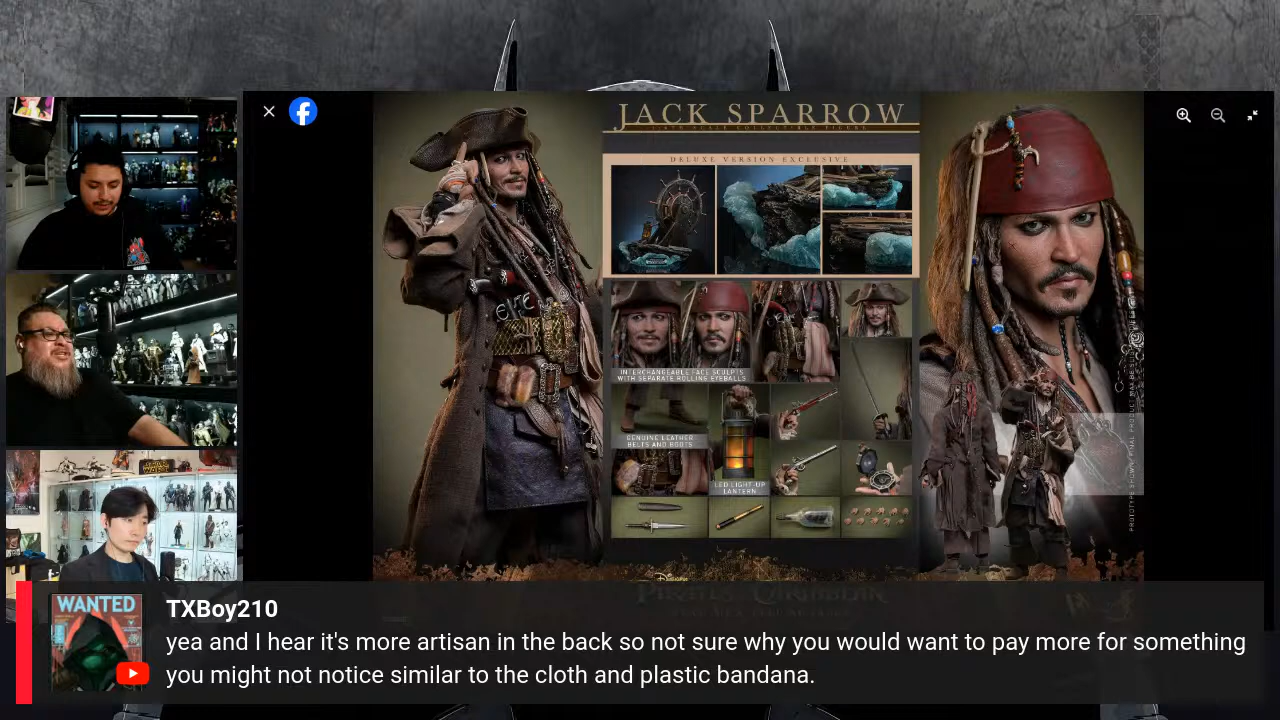 JACK SPARROW
DELUXE VERSION EXCLUSIVE
INTERCHANGEABLE FACE SCULPTS
WITH SEPARATE ROLLING EYEBALLS
GENUINE LEATHER
BELTS AND BOOTS
LED LIGHT-UP
LANTERN
WANTED
TXBoy210
yea and I hear it's more artisan in the back so not sure why you would want to pay more for something
you might not notice similar to the cloth and plastic bandana.